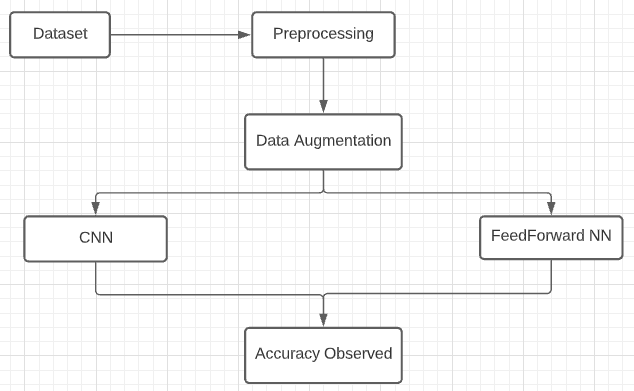 Dataset
Preprocessing
Data Augmentation
CNN
FeedForward NN
Accuracy Observed